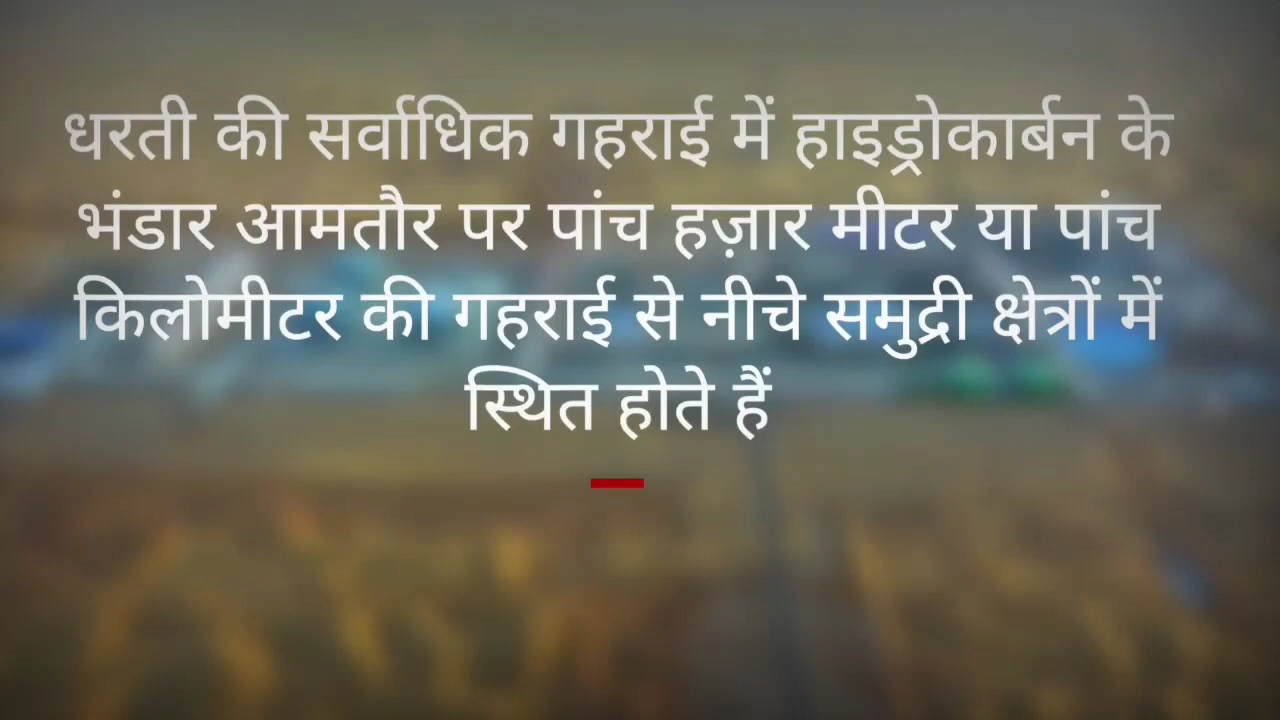 धरती की सर्वाधिक गहराई में हाइड्रोकार्बन के
भंडार आमतौर पर पांच हज़ार मीटर या पांच
किलोमीटर की गहराई से नीचे समुद्री क्षेत्रों में
स्थित होते हैं